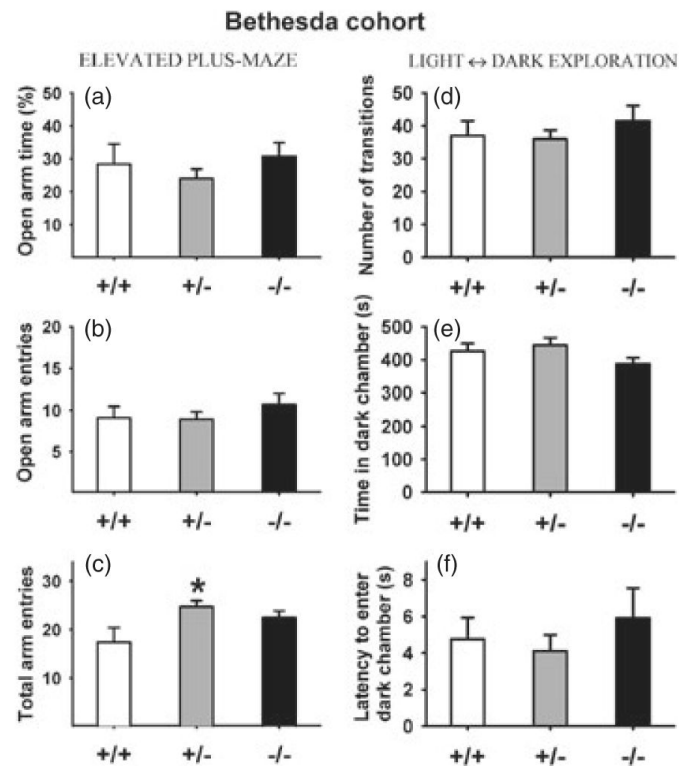 Bethesda cohort
ELEVATED PLUS-MAZE
LIGHT ↔ DARK EXPLORATION
(a)
Open arm time (%)
50
40
30
20
10
+/+ +/- -/-
(d)
Number of transitions
50
40
30
20
10
0
+/+ +/- -/-
(b)
Open arm entries
20
15
10
5
+/+ +/- -/-
(e)
Time in dark chamber (s)
500
400
300
200
100
0
+/+ +/- -/-
(c)
Total arm entries
30
20
10
*
+/+ +/- -/-
(f)
Latency to enter
dark chamber (s)
8
6
4
2
0
+/+ +/- -/-